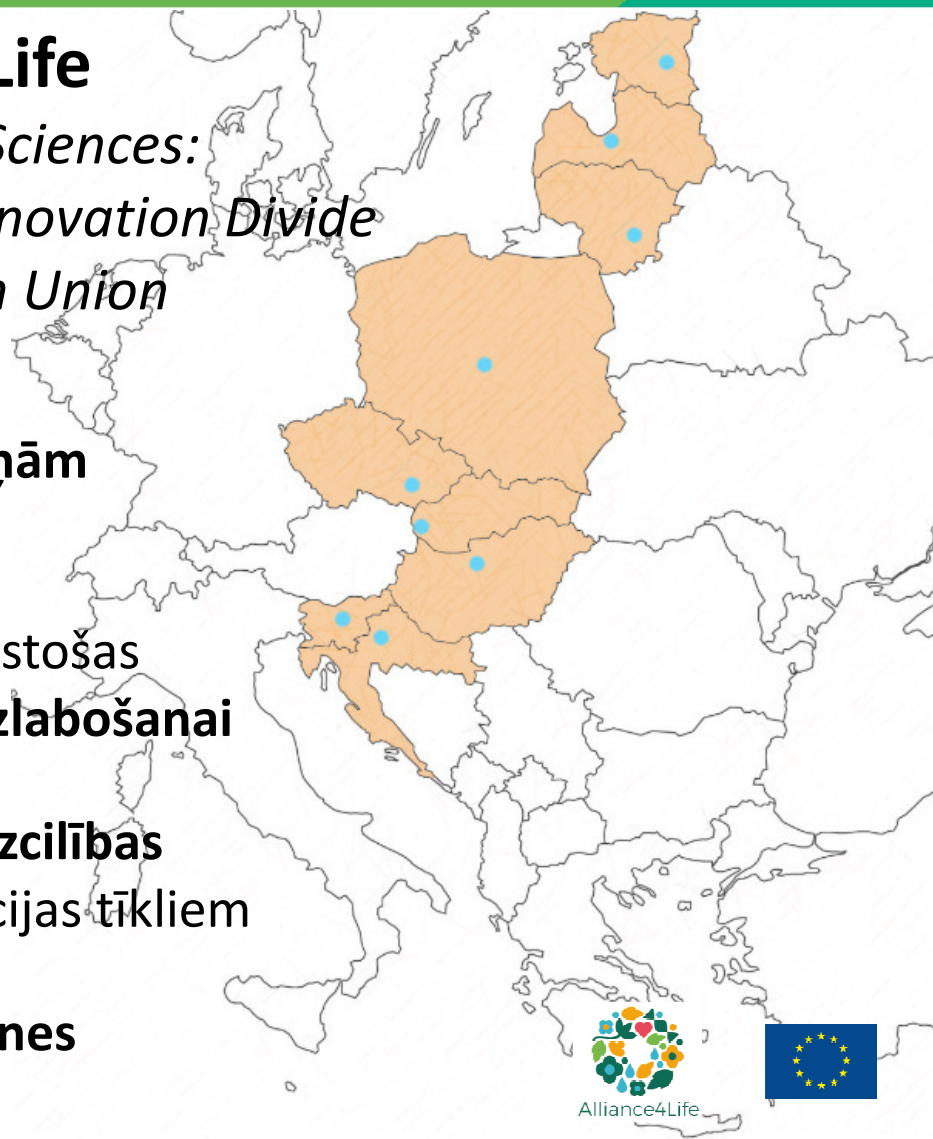 Life
Sciences:
novation Divide
n Union
ņām
stošas
zlabošanai
zcilības
cijas tīkliem
nes
Alliance4Life